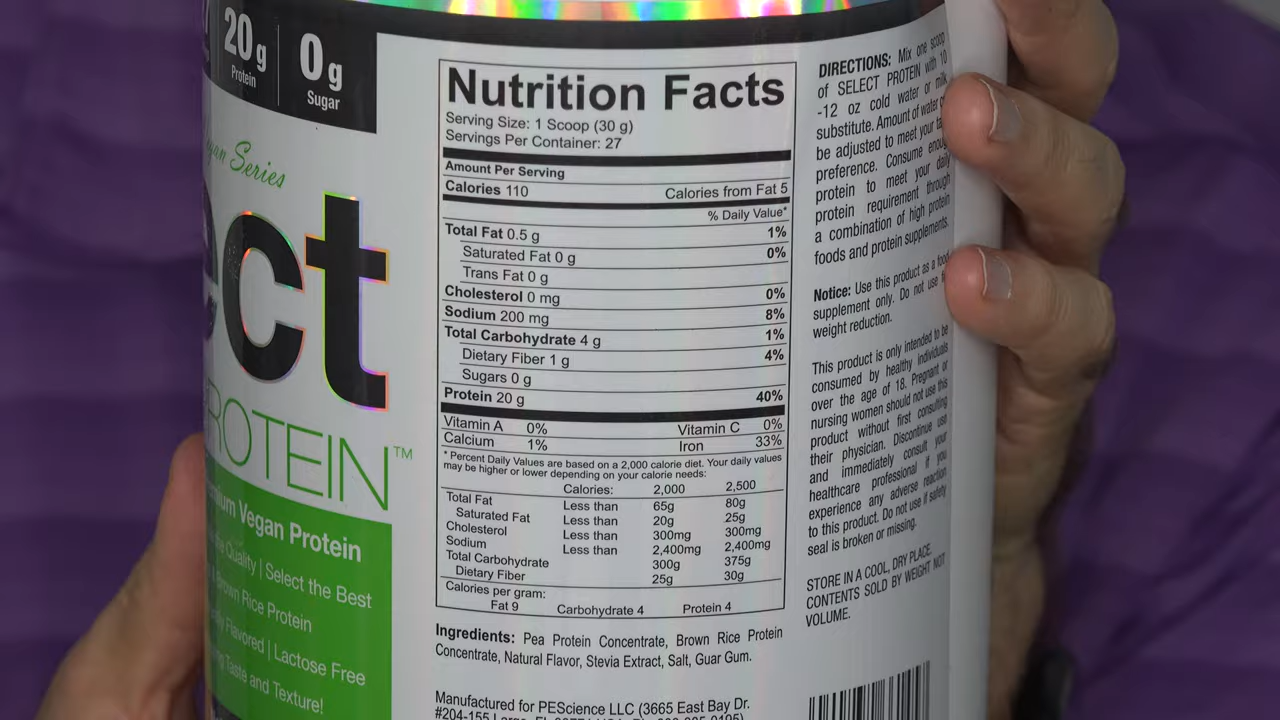 20g
Protein
0g
Sugar
Series
ct
ROTEIN™
Vegan Protein
Quality | Select the Best
Brown Rice Protein
Flavored | Lactose Free
Taste and Texture!
Nutrition Facts
Serving Size: 1 Scoop (30 g)
Servings Per Container: 27
Amount Per Serving
Calories 110 Calories from Fat 5
% Daily Value*
Total Fat 0.5 g 1%
Saturated Fat 0 g 0%
Trans Fat 0 g
Cholesterol 0 mg 0%
Sodium 200 mg 8%
Total Carbohydrate 4 g 1%
Dietary Fiber 1 g 4%
Sugars 0 g
Protein 20 g 40%
Vitamin A 0% Vitamin C 0%
Calcium 1% Iron 33%
* Percent Daily Values are based on a 2,000 calorie diet. Your daily values
may be higher or lower depending on your calorie needs:
Calories: 2,000 2,500
Total Fat Less than 65g 80g
Saturated Fat Less than 20g 25g
Cholesterol Less than 300mg 300mg
Sodium Less than 2,400mg 2,400mg
Total Carbohydrate 300g 375g
Dietary Fiber 25g 30g
Calories per gram:
Fat 9 Carbohydrate 4 Protein 4
Ingredients: Pea Protein Concentrate, Brown Rice Protein
Concentrate, Natural Flavor, Stevia Extract, Salt, Guar Gum.
Manufactured for PEScience LLC (3665 East Bay Dr.
DIRECTIONS: Mix one scoop
of SELECT PROTEIN with 10
-12 oz cold water or milk
substitute. Amount of water
be adjusted to meet your
preference. Consume
protein to meet your daily
protein requirement through
a combination of high protein
foods and protein supplements.
Notice: Use this product as a food
supplement only. Do not use
weight reduction.
This product is only intended to be
consumed by healthy individuals
over the age of 18. Pregnant or
nursing women should not use this
product without first consulting
their physician. Discontinue use
and immediately consult your
healthcare professional if you
experience any adverse reaction
to this product. Do not use if safety
seal is broken or missing.
STORE IN A COOL, DRY PLACE.
CONTENTS SOLD BY WEIGHT NOT
VOLUME.